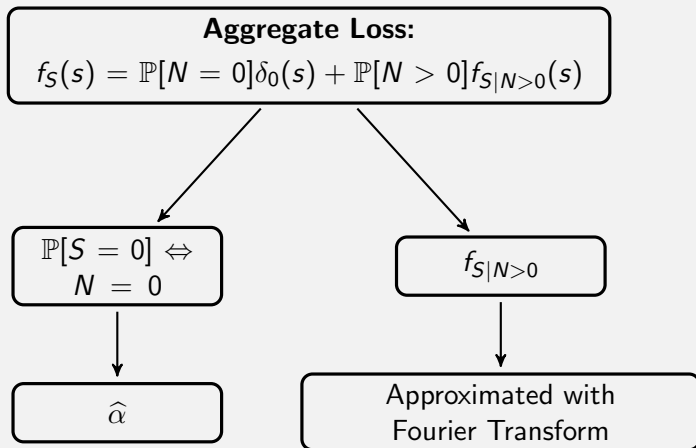 Aggregate Loss:
f_S(s) = ℙ[N = 0]δ_0(s) + ℙ[N > 0]f_{S|N>0}(s)
ℙ[S = 0] ⇔
N = 0
f_{S|N>0}
α̂
Approximated with
Fourier Transform